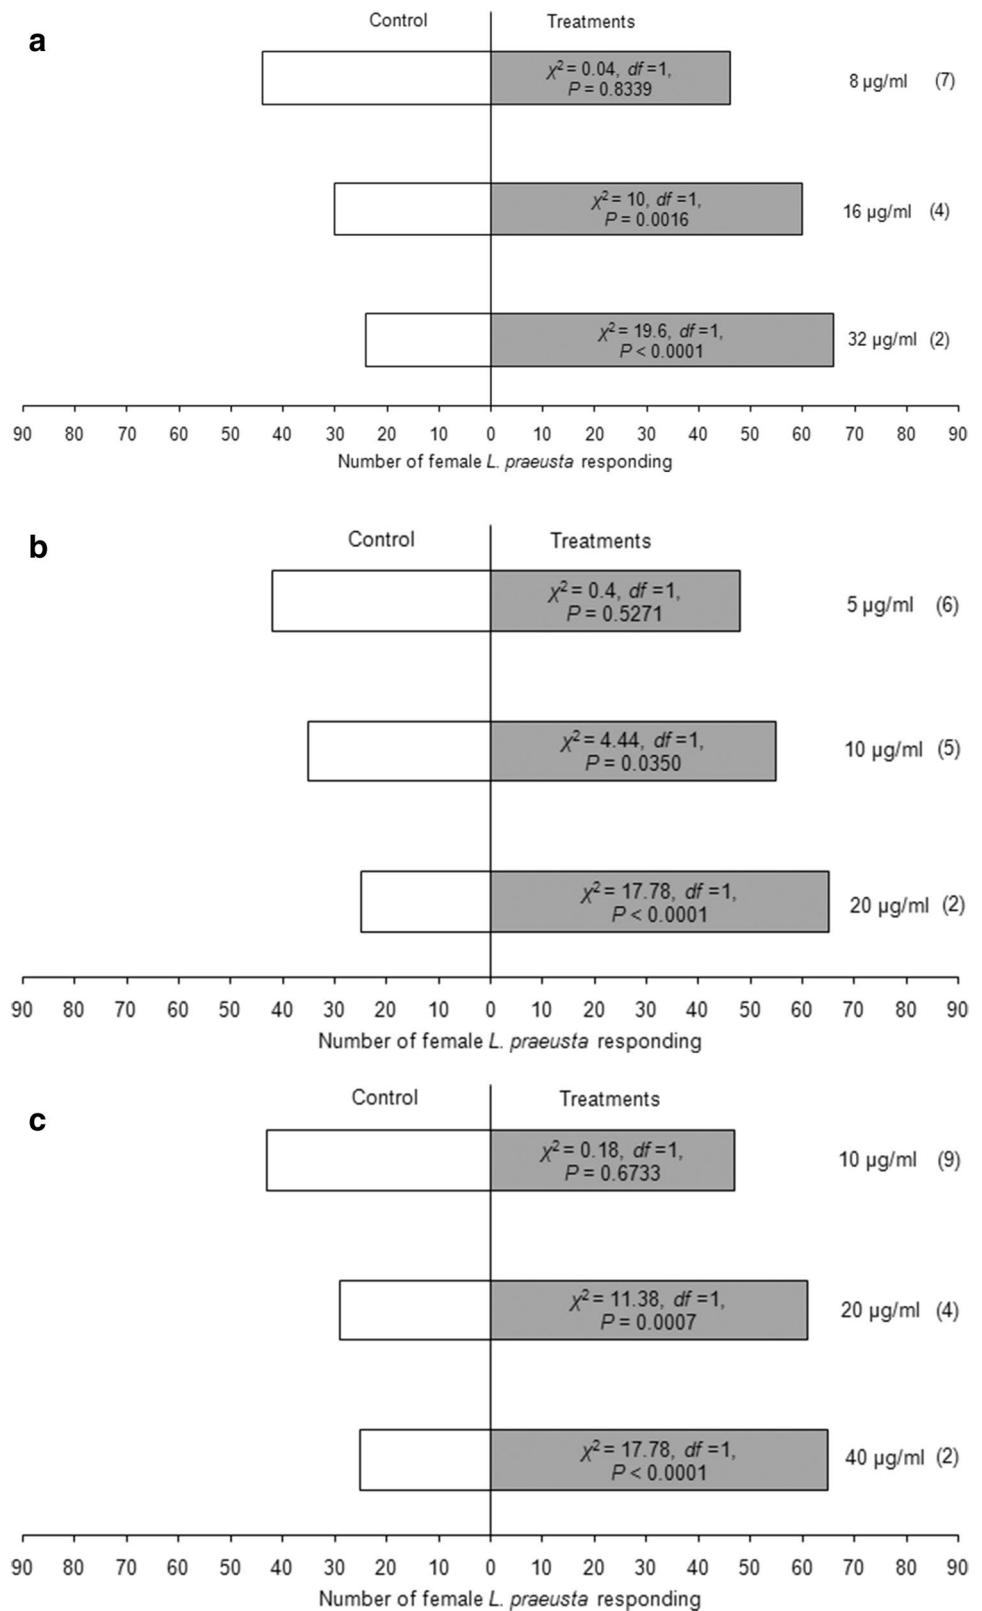 a
Control Treatments
χ² = 0.04, df =1,
P = 0.8339
8 µg/ml (7)
χ² = 10, df =1,
P = 0.0016
16 µg/ml (4)
χ² = 19.6, df =1,
P < 0.0001
32 µg/ml (2)
90 80 70 60 50 40 30 20 10 0 10 20 30 40 50 60 70 80 90
Number of female L. praeusta responding
b
Control Treatments
χ² = 0.4, df =1,
P = 0.5271
5 µg/ml (6)
χ² = 4.44, df =1,
P = 0.0350
10 µg/ml (5)
χ² = 17.78, df =1,
P < 0.0001
20 µg/ml (2)
90 80 70 60 50 40 30 20 10 0 10 20 30 40 50 60 70 80 90
Number of female L. praeusta responding
c
Control Treatments
χ² = 0.18, df =1,
P = 0.6733
10 µg/ml (9)
χ² = 11.38, df =1,
P = 0.0007
20 µg/ml (4)
χ² = 17.78, df =1,
P < 0.0001
40 µg/ml (2)
90 80 70 60 50 40 30 20 10 0 10 20 30 40 50 60 70 80 90
Number of female L. praeusta responding